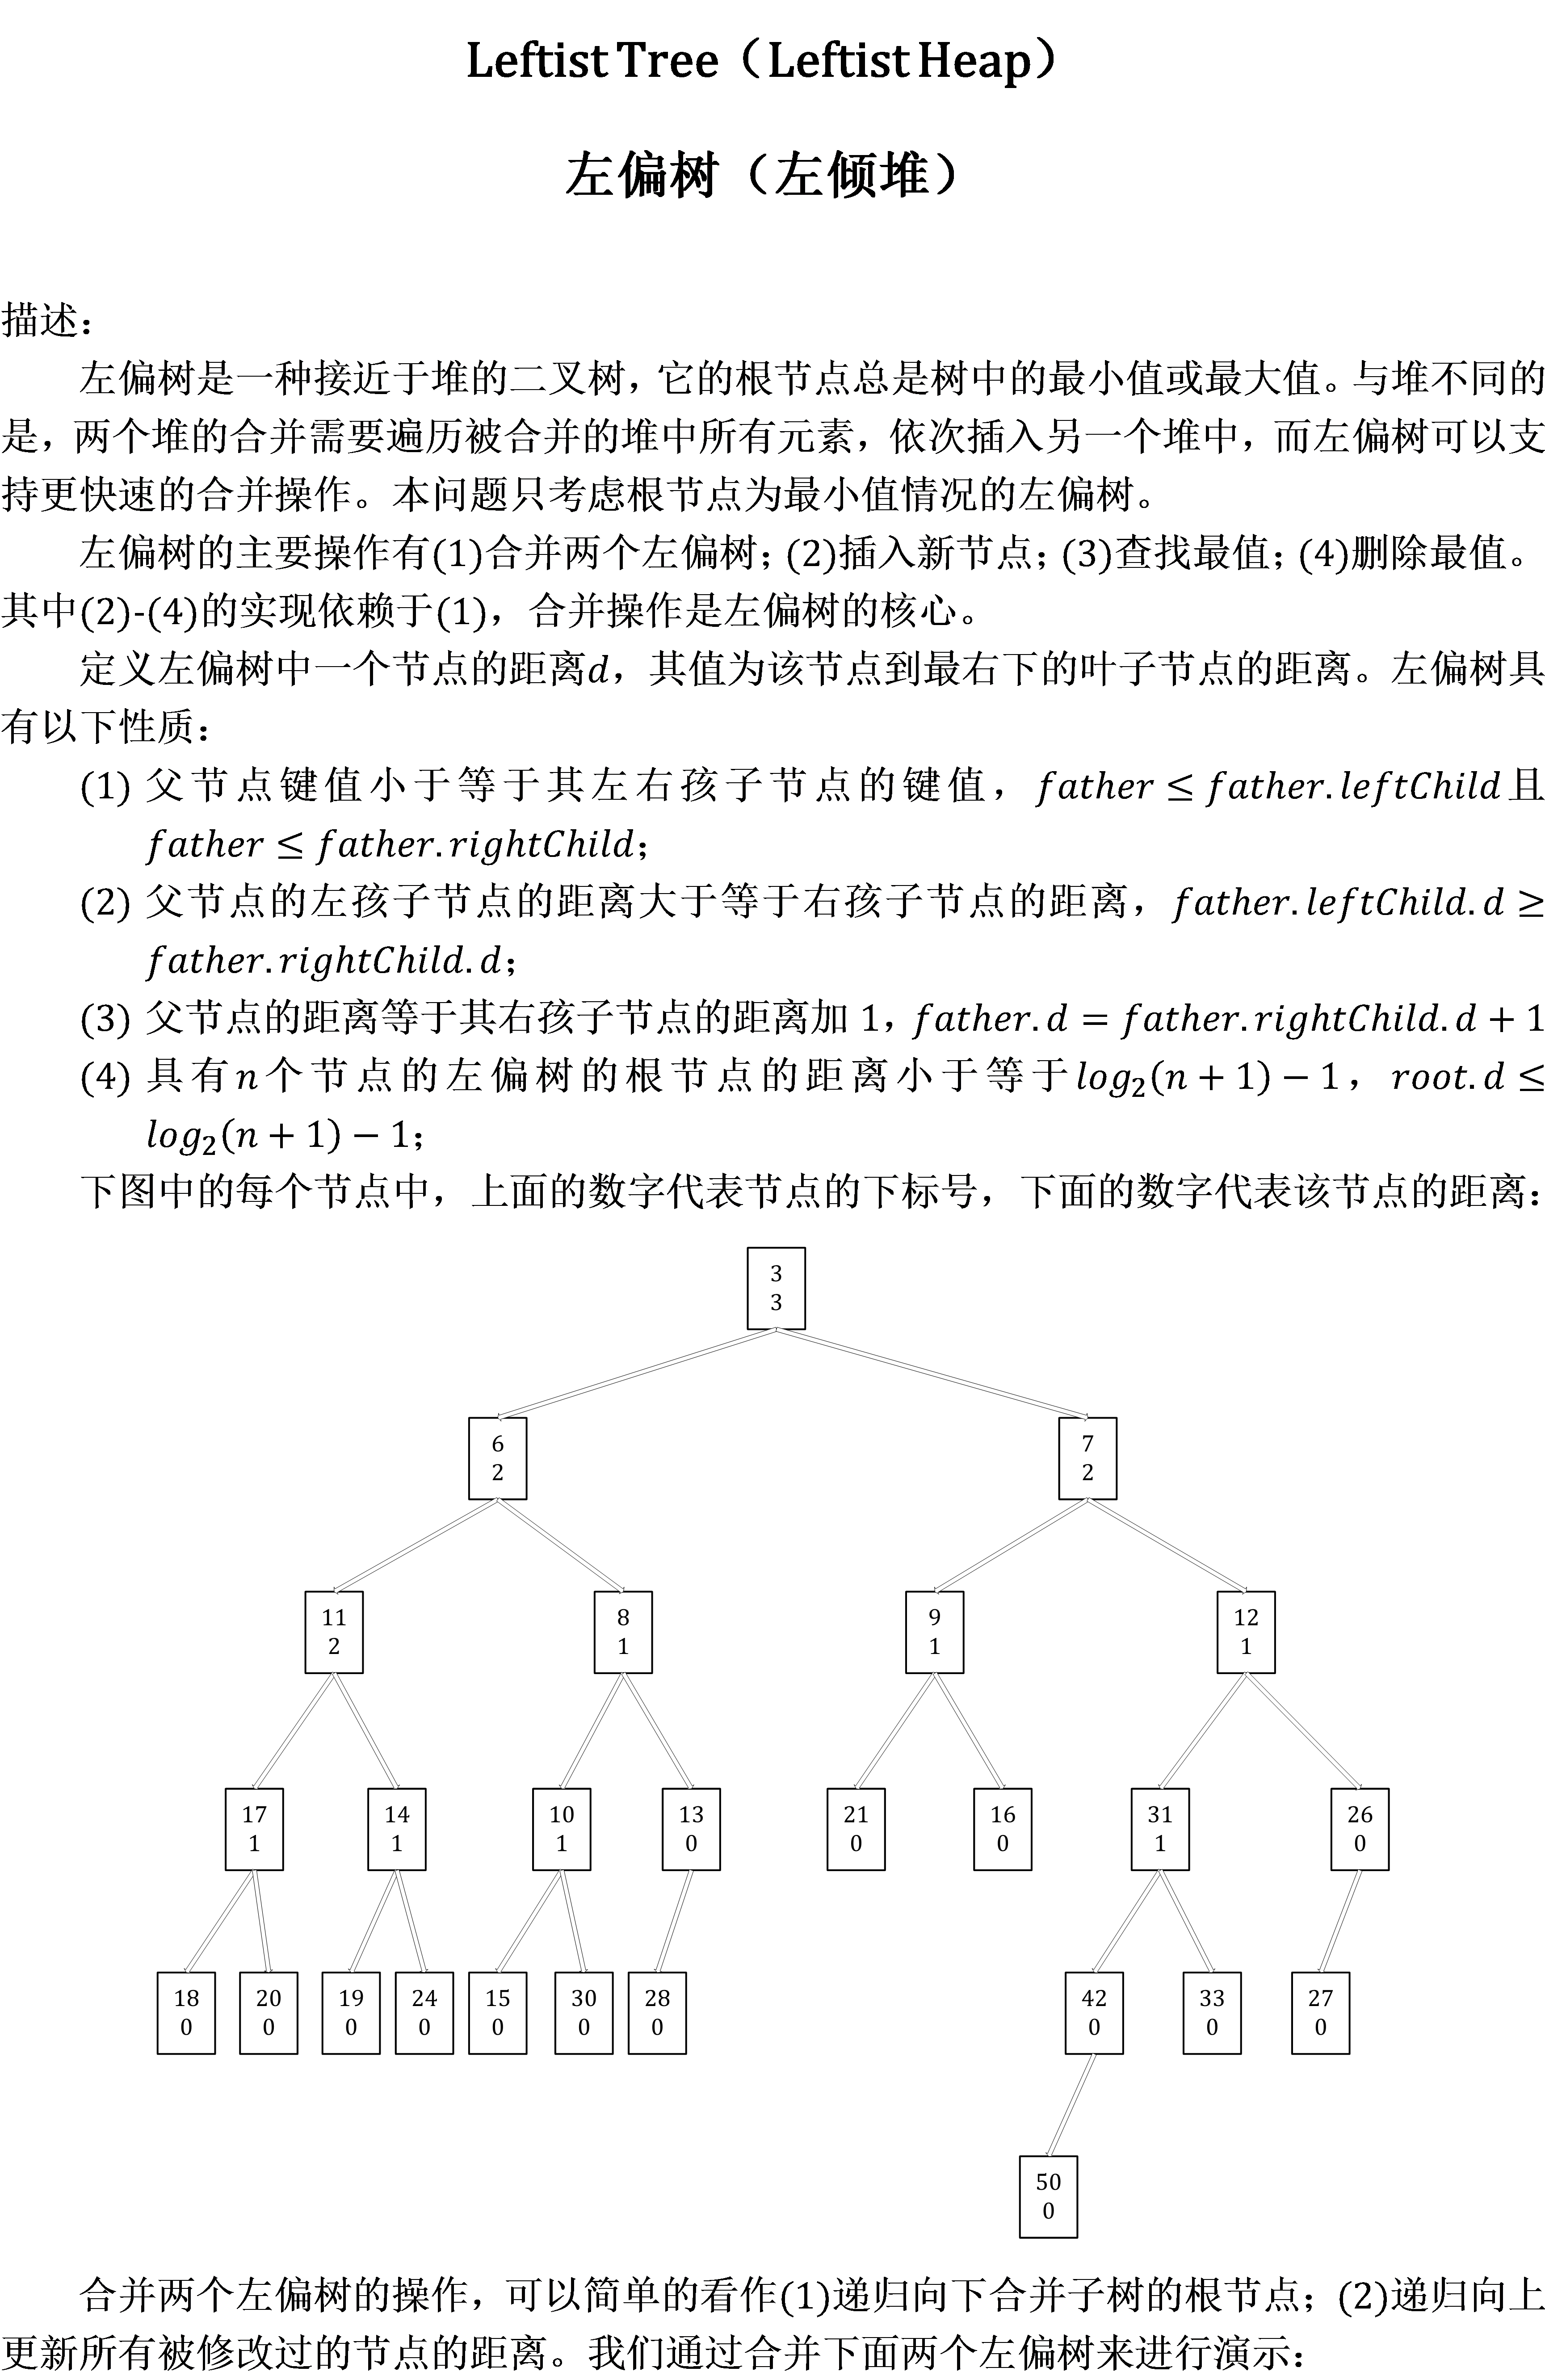 Leftist Tree（Leftist Heap）
左偏树（左倾堆）
描述：
左偏树是一种接近于堆的二叉树，它的根节点总是树中的最小值或最大值。与堆不同的
是，两个堆的合并需要遍历被合并的堆中所有元素，依次插入另一个堆中，而左偏树可以支
持更快速的合并操作。本问题只考虑根节点为最小值情况的左偏树。
左偏树的主要操作有(1)合并两个左偏树；(2)插入新节点；(3)查找最值；(4)删除最值。
其中(2)-(4)的实现依赖于(1)，合并操作是左偏树的核心。
定义左偏树中一个节点的距离d，其值为该节点到最右下的叶子节点的距离。左偏树具
有以下性质：
(1) 父节点键值小于等于其左右孩子节点的键值，father ≤ father.leftChild且
father ≤ father.rightChild；
(2) 父节点的左孩子节点的距离大于等于右孩子节点的距离，father.leftChild.d ≥
father.rightChild.d；
(3) 父节点的距离等于其右孩子节点的距离加 1，father.d = father.rightChild.d + 1
(4) 具有n个节点的左偏树的根节点的距离小于等于log₂(n + 1) − 1，root.d ≤
log₂(n + 1) − 1；
下图中的每个节点中，上面的数字代表节点的下标号，下面的数字代表该节点的距离：
3
3
6 7
2 2
11 8 9 12
2 1 1 1
17 14 10 13 21 16 31 26
1 1 1 0 0 0 1 0
18 20 19 24 15 30 28 42 33 27
0 0 0 0 0 0 0 0 0 0
50
0
合并两个左偏树的操作，可以简单的看作(1)递归向下合并子树的根节点；(2)递归向上
更新所有被修改过的节点的距离。我们通过合并下面两个左偏树来进行演示：